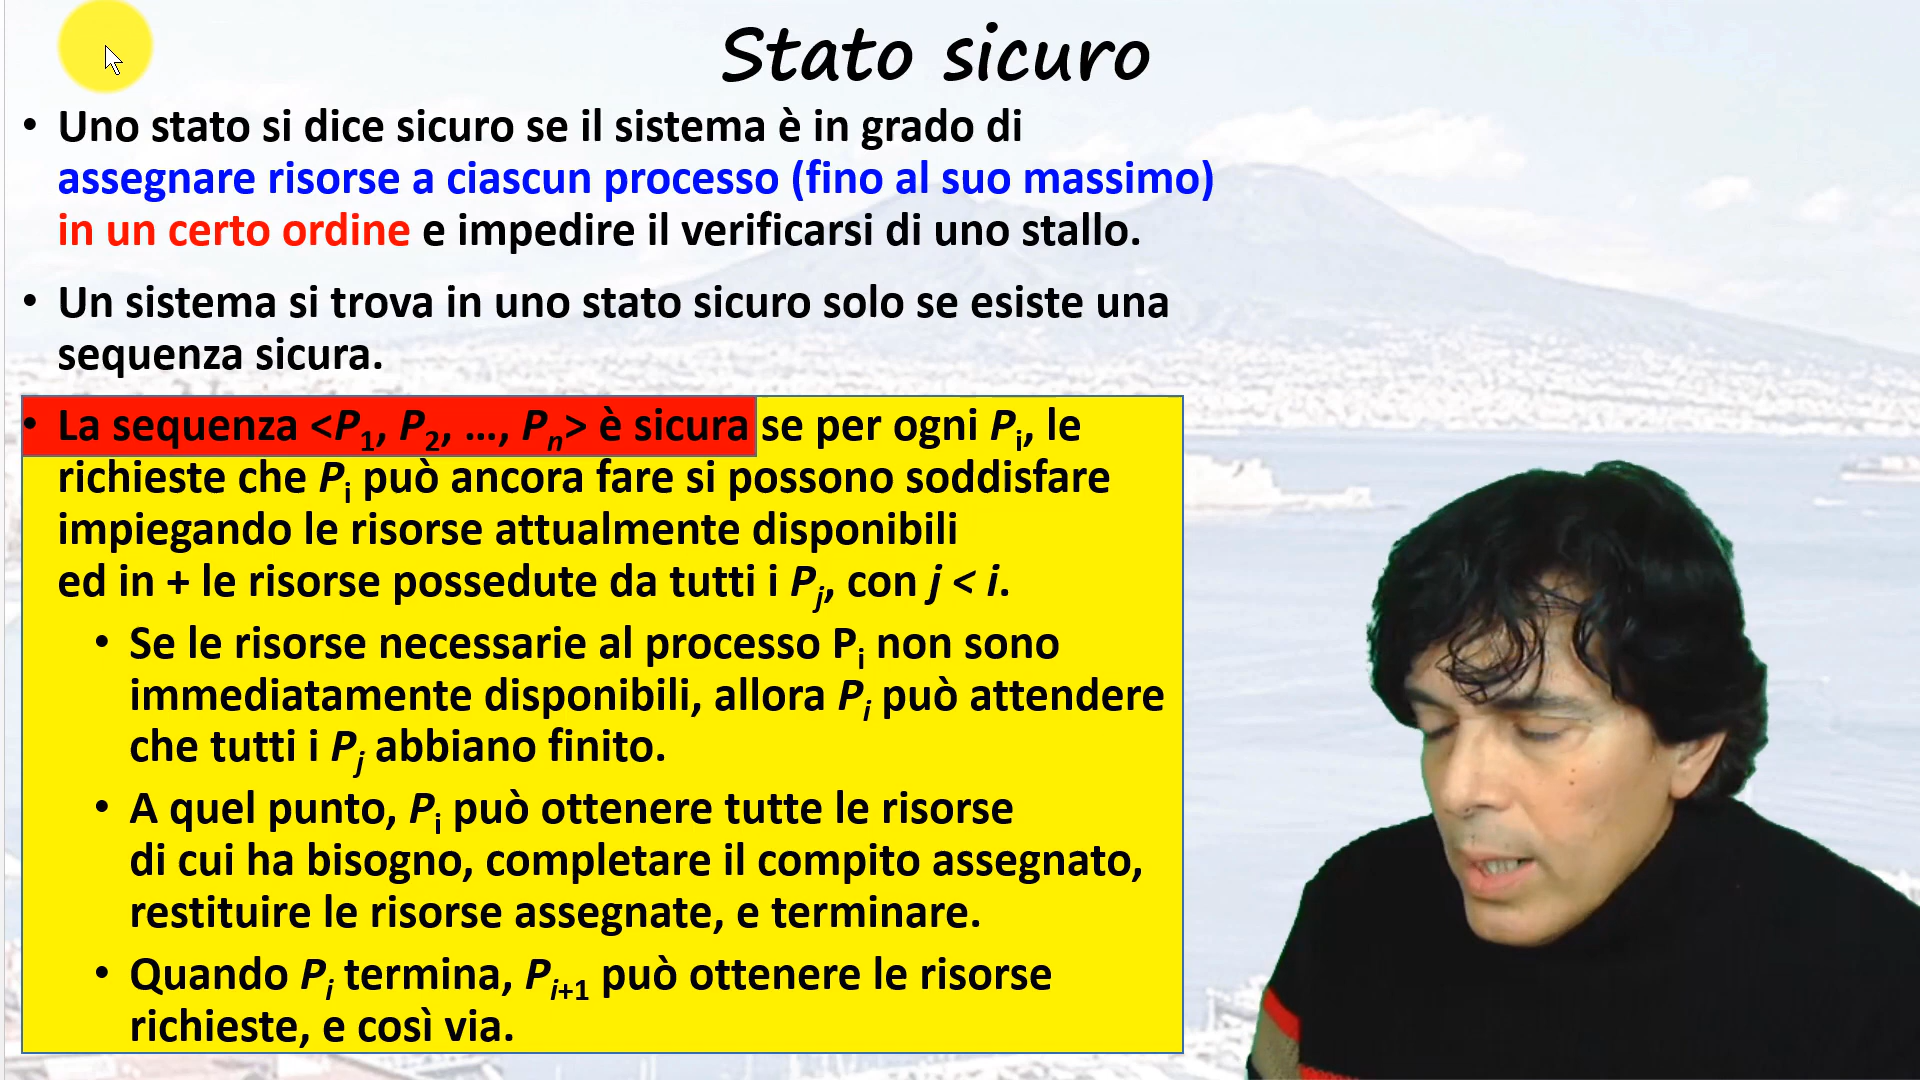 Stato sicuro
• Uno stato si dice sicuro se il sistema è in grado di
assegnare risorse a ciascun processo (fino al suo massimo)
in un certo ordine e impedire il verificarsi di uno stallo.
• Un sistema si trova in uno stato sicuro solo se esiste una
sequenza sicura.
• La sequenza <P1, P2, …, Pn> è sicura se per ogni Pi, le
richieste che Pi può ancora fare si possono soddisfare
impiegando le risorse attualmente disponibili
ed in + le risorse possedute da tutti i Pj, con j < i.
• Se le risorse necessarie al processo Pi non sono
immediatamente disponibili, allora Pi può attendere
che tutti i Pj abbiano finito.
• A quel punto, Pi può ottenere tutte le risorse
di cui ha bisogno, completare il compito assegnato,
restituire le risorse assegnate, e terminare.
• Quando Pi termina, Pi+1 può ottenere le risorse
richieste, e così via.